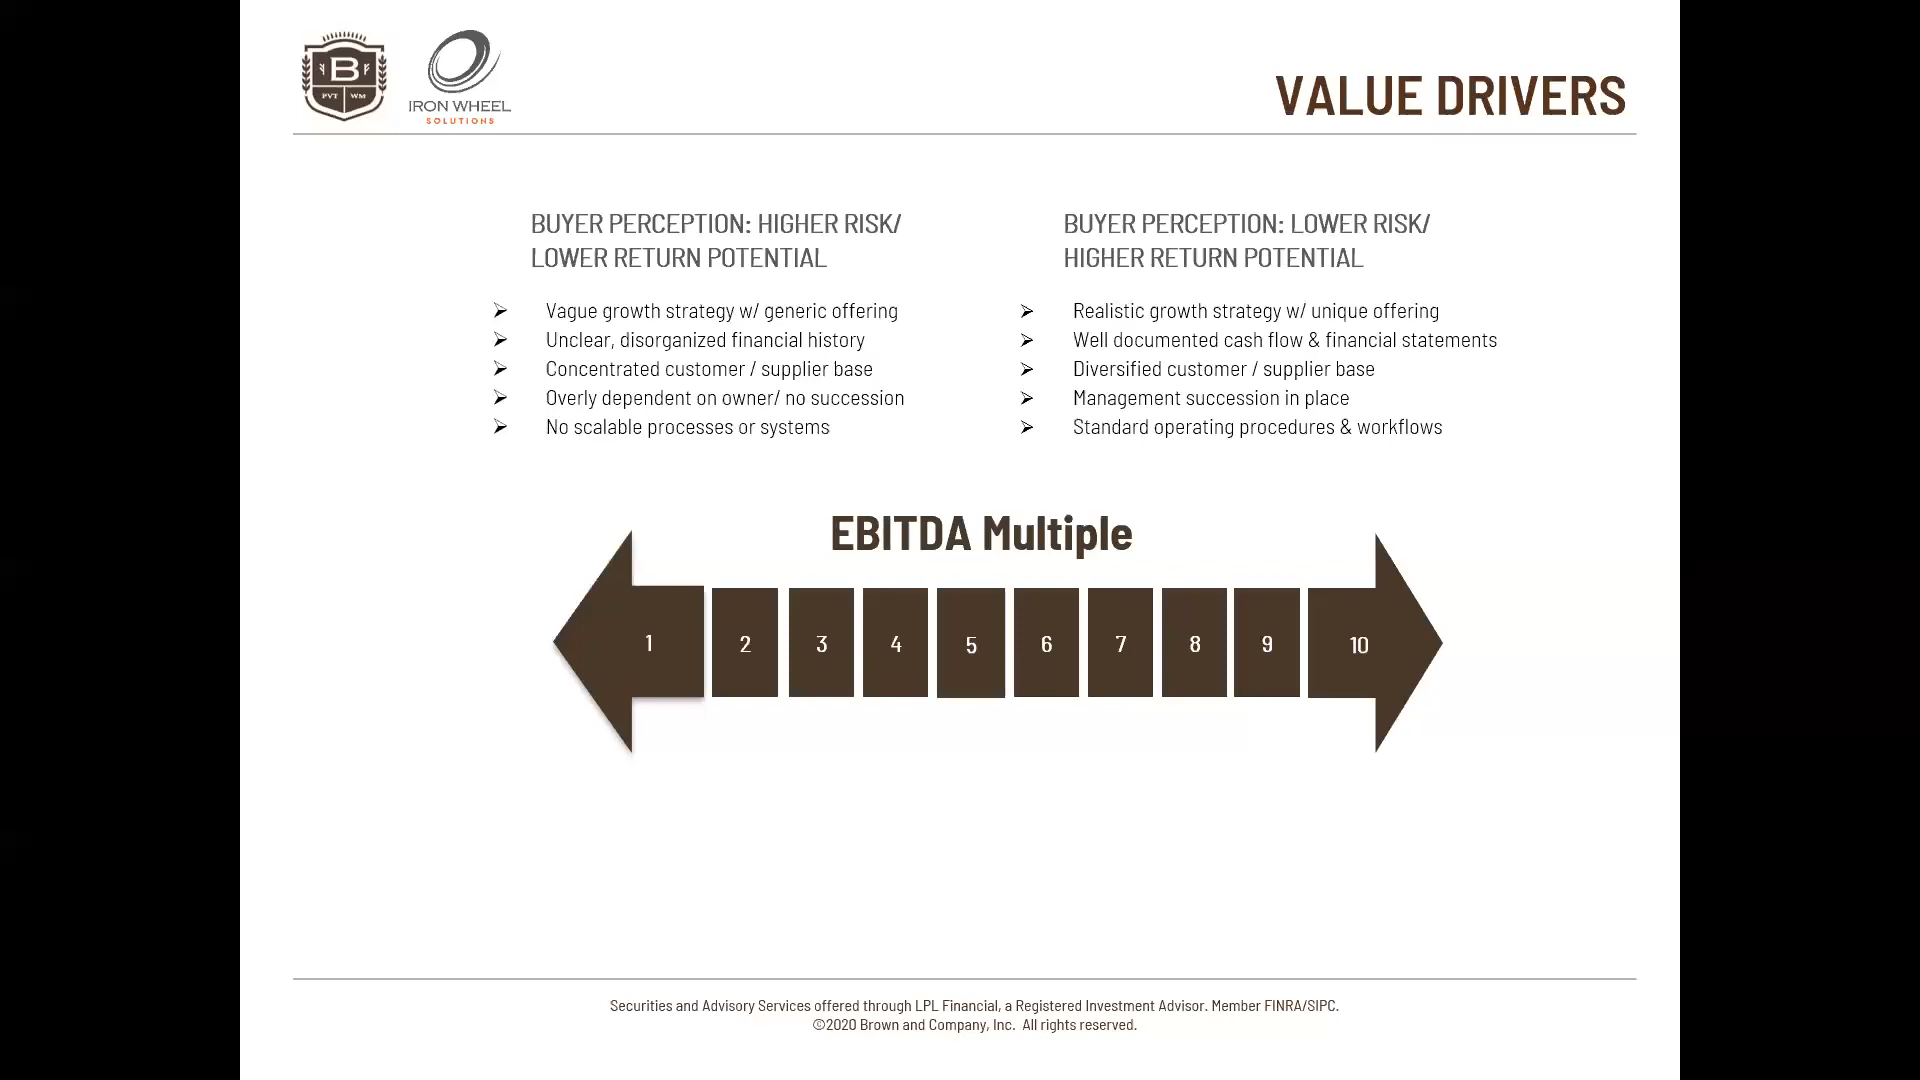 B
PVT WM
IRON WHEEL
SOLUTIONS
VALUE DRIVERS
BUYER PERCEPTION: HIGHER RISK/
LOWER RETURN POTENTIAL
➢ Vague growth strategy w/ generic offering
➢ Unclear, disorganized financial history
➢ Concentrated customer / supplier base
➢ Overly dependent on owner/ no succession
➢ No scalable processes or systems
BUYER PERCEPTION: LOWER RISK/
HIGHER RETURN POTENTIAL
➢ Realistic growth strategy w/ unique offering
➢ Well documented cash flow & financial statements
➢ Diversified customer / supplier base
➢ Management succession in place
➢ Standard operating procedures & workflows
EBITDA Multiple
1 2 3 4 5 6 7 8 9 10
Securities and Advisory Services offered through LPL Financial, a Registered Investment Advisor. Member FINRA/SIPC.
©2020 Brown and Company, Inc. All rights reserved.